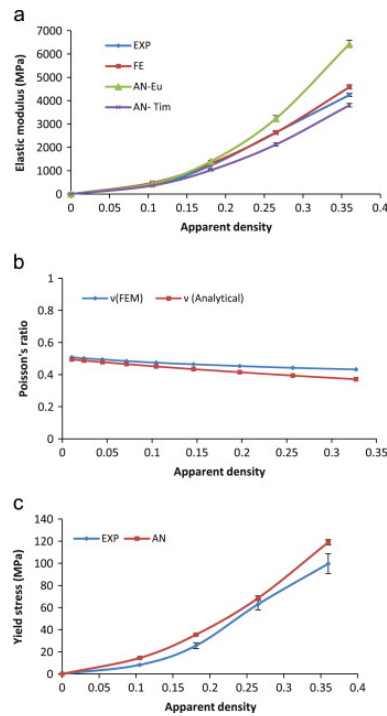 a
7000
6000
5000
4000
3000
2000
1000
0
Elastic modulus (MPa)
EXP
FE
AN-Eu
AN- Tim
0 0.05 0.1 0.15 0.2 0.25 0.3 0.35 0.4
Apparent density
b
1
0.8
0.6
0.4
0.2
0
Poisson's ratio
ν(FEM) ν (Analytical)
0 0.05 0.1 0.15 0.2 0.25 0.3 0.35
Apparent density
c
140
120
100
80
60
40
20
0
Yield stress (MPa)
EXP AN
0 0.05 0.1 0.15 0.2 0.25 0.3 0.35 0.4
Apparent density